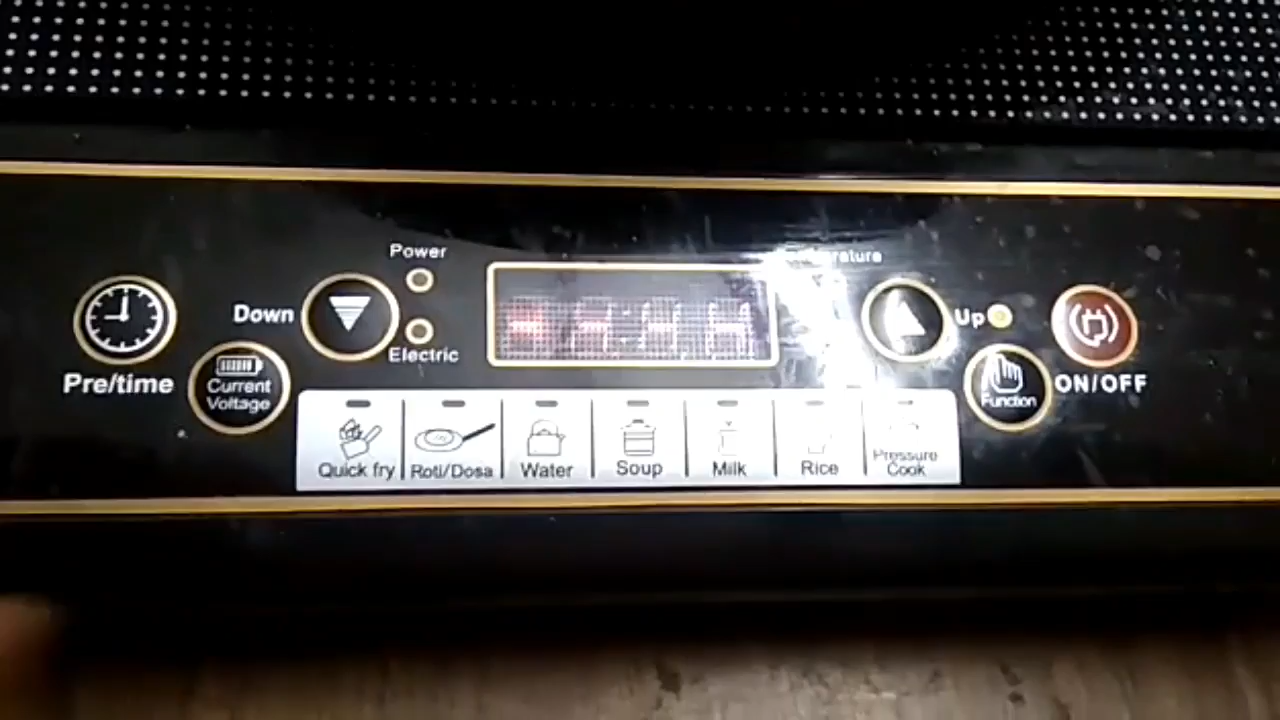 Power
Down
Up
Electric
Pre/time
Current
Voltage
Function
ON/OFF
Quick fry
Roti/Dosa
Water
Soup
Milk
Rice
Pressure
Cook